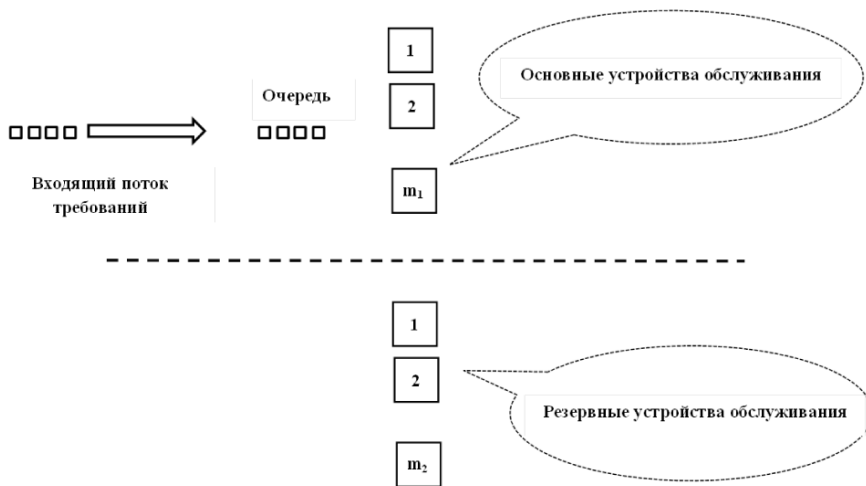 1
Основные устройства обслуживания
Очередь
2
Входящий поток
требований
m₁
1
2
Резервные устройства обслуживания
m₂